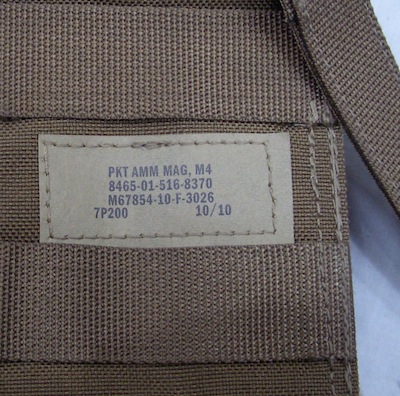 PKT AMM MAG, M4
8465-01-516-8370
M67854-10-F-3026
7P200 10/10